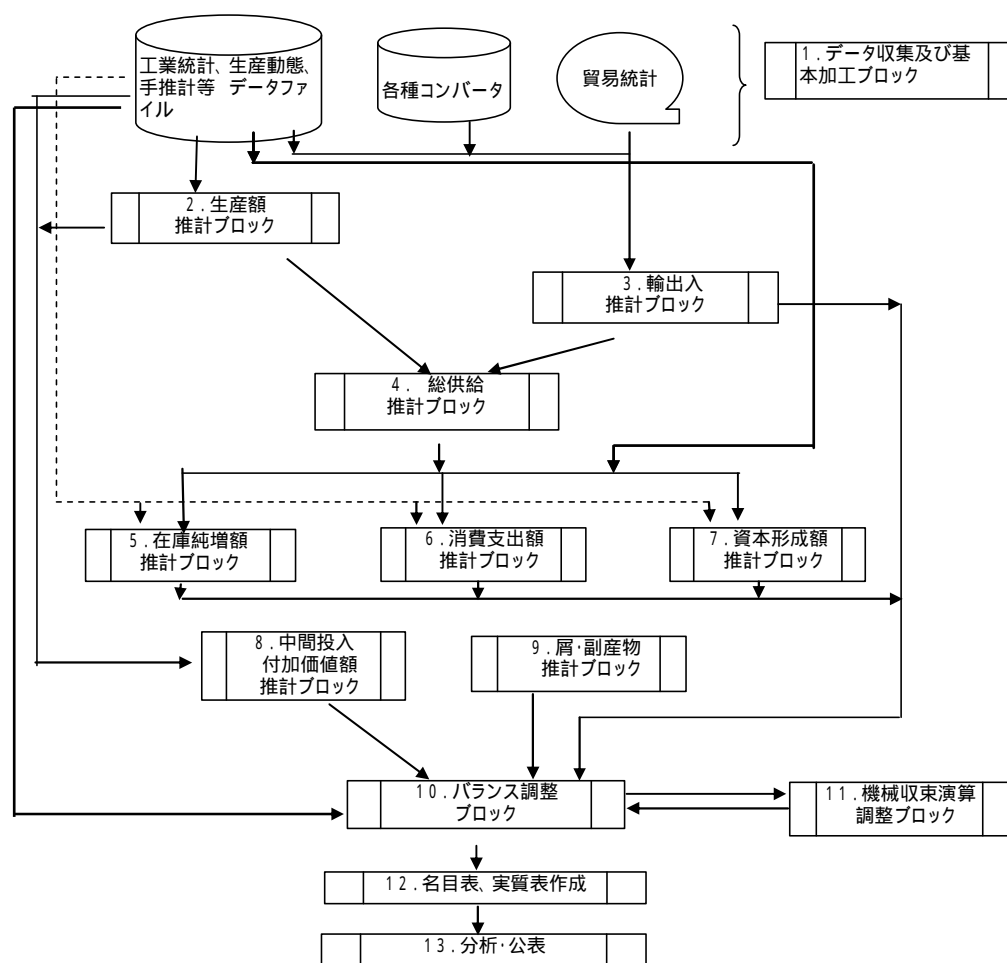 工業統計、生産動態、
手推計等 データファ
イル
各種コンバータ
貿易統計
1.データ収集及び基
本加工ブロック
2.生産額
推計ブロック
3.輸出入
推計ブロック
4. 総供給
推計ブロック
5.在庫純増額
推計ブロック
6.消費支出額
推計ブロック
7.資本形成額
推計ブロック
8.中間投入
付加価値額
推計ブロック
9.屑･副産物
推計ブロック
10.バランス調整
ブロック
11.機械収束演算
調整ブロック
12.名目表、実質表作成
13.分析･公表